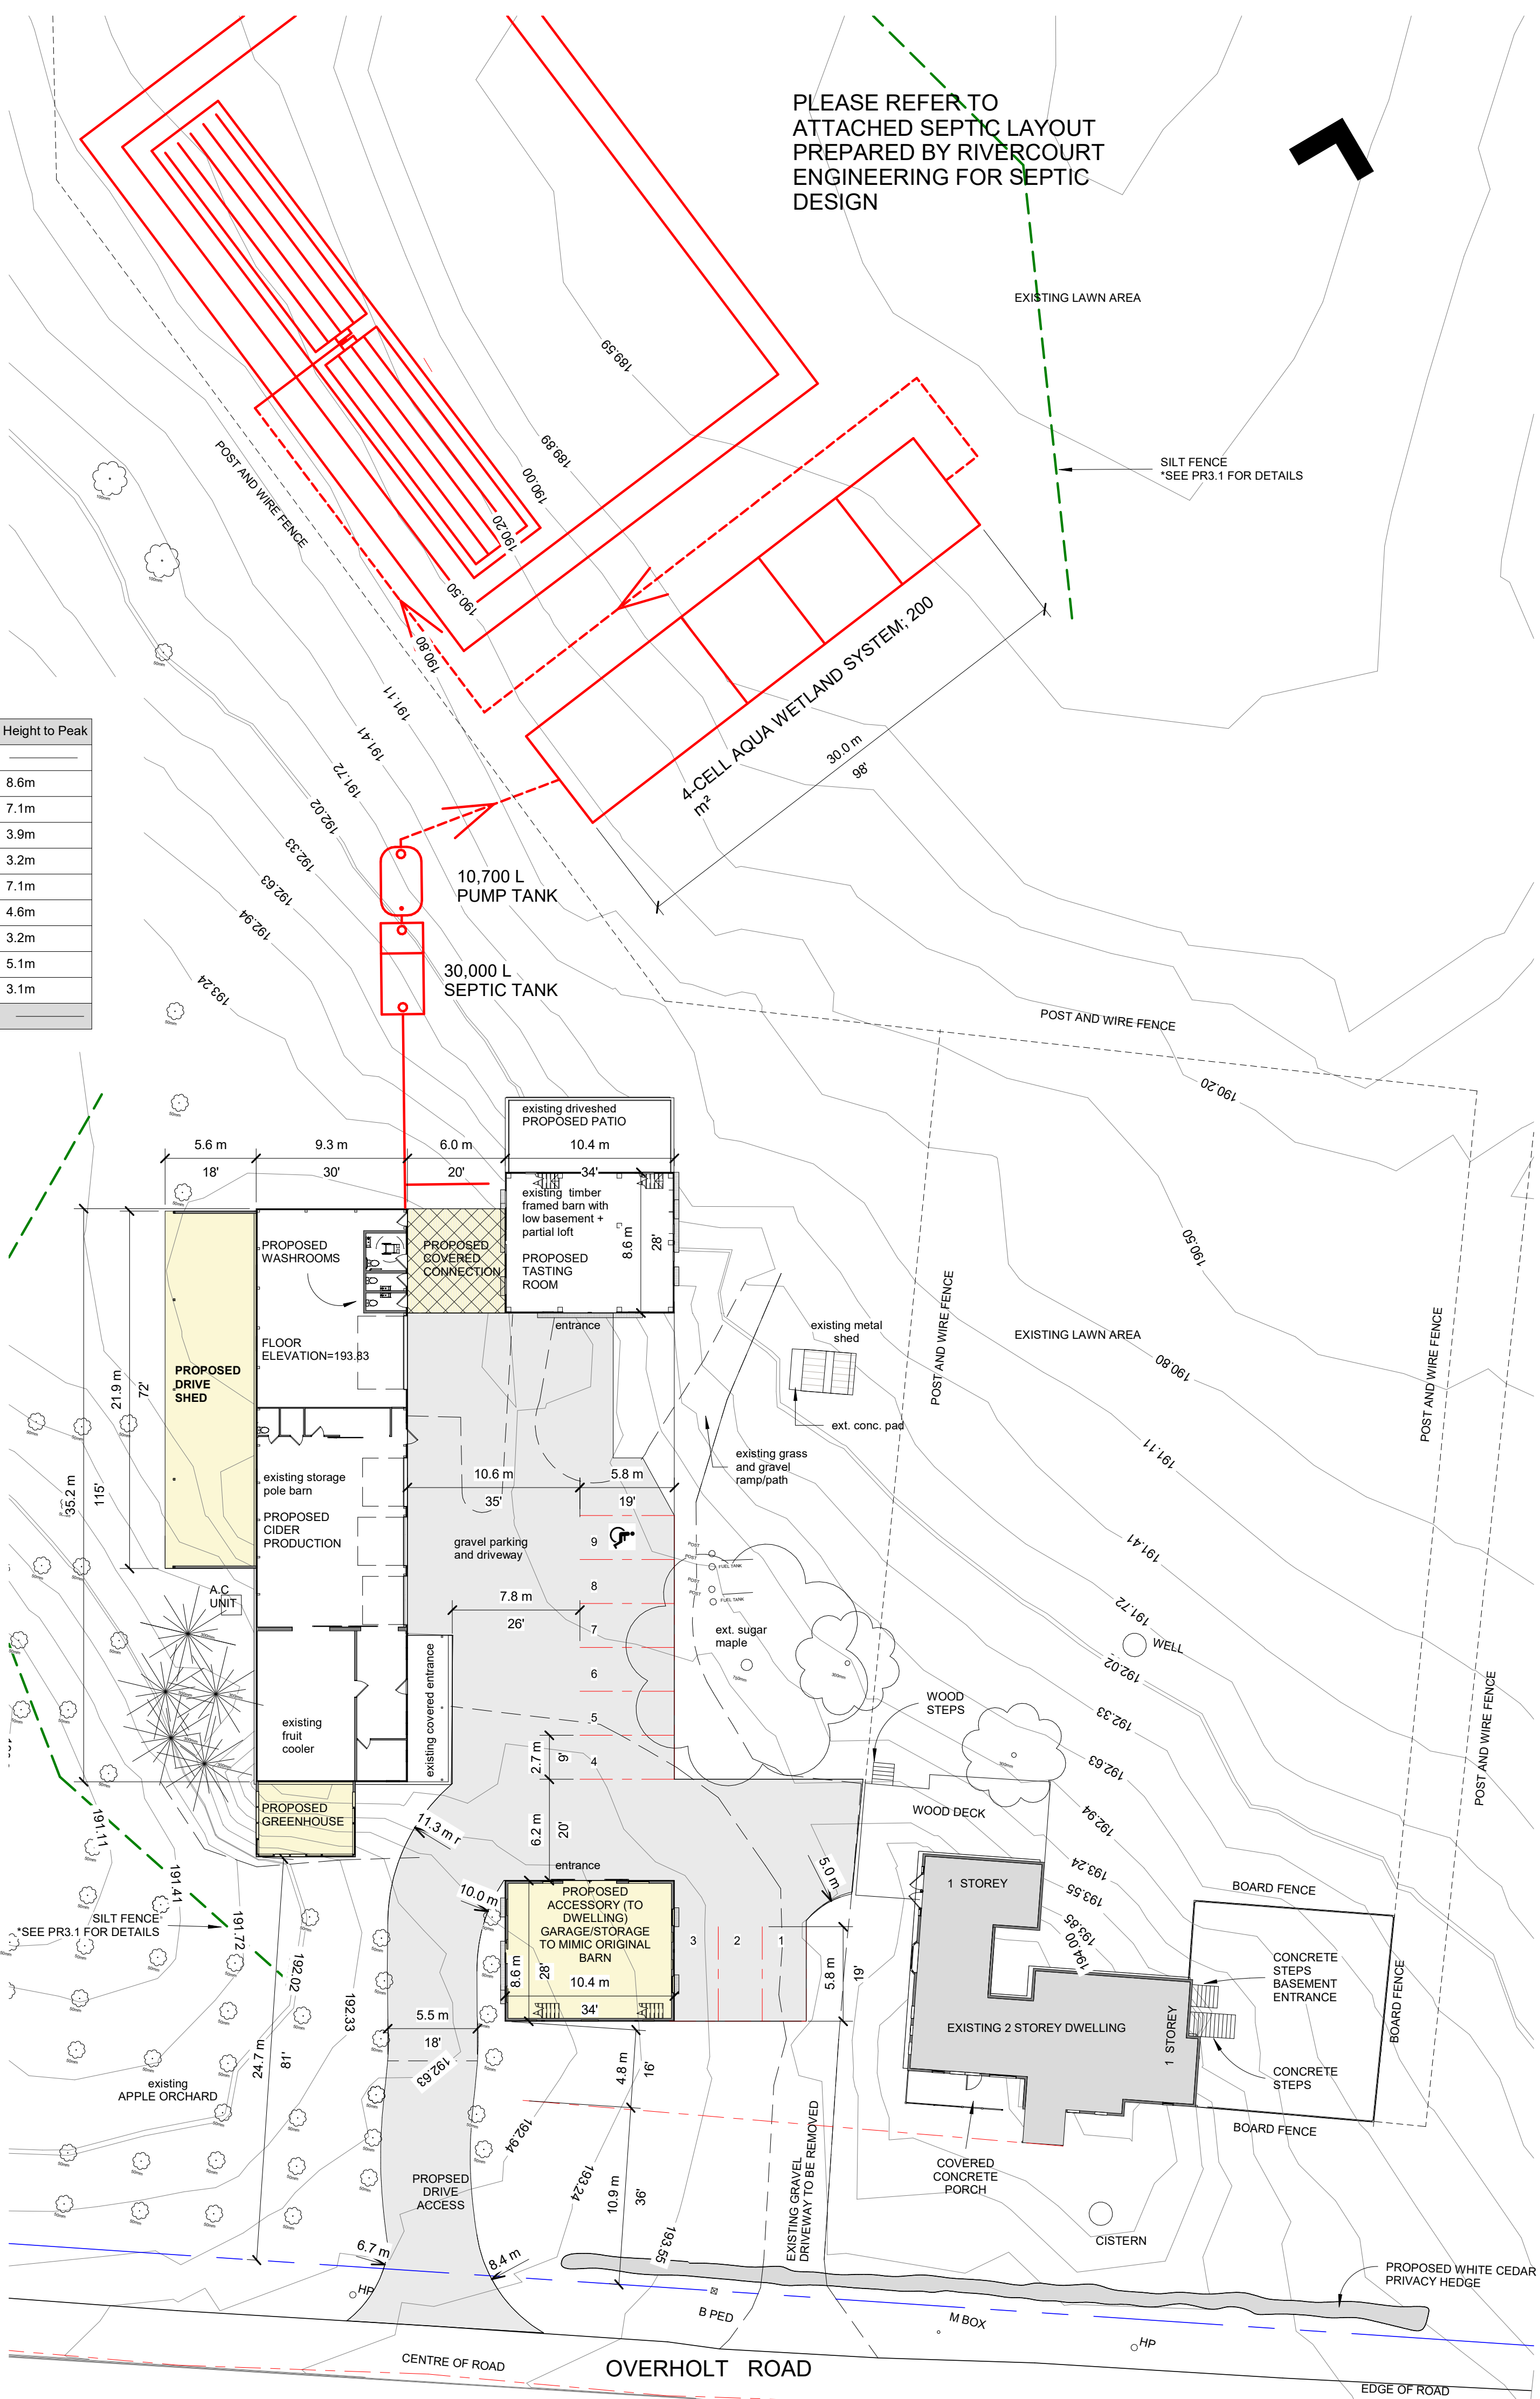 PLEASE REFER TO
ATTACHED SEPTIC LAYOUT
PREPARED BY RIVERCOURT
ENGINEERING FOR SEPTIC
DESIGN
EXISTING LAWN AREA
189.59
189.89
190.00
190.20
190.50
190.80
191.11
191.41
191.72
192.02
192.33
192.63
192.94
193.24
POST AND WIRE FENCE
SILT FENCE
*SEE PR3.1 FOR DETAILS
100mm
100mm
50mm
4-CELL AQUA WETLAND SYSTEM; 200
m²
30.0 m
98'
Height to Peak
8.6m
7.1m
3.9m
3.2m
7.1m
4.6m
3.2m
5.1m
3.1m
10,700 L
PUMP TANK
30,000 L
SEPTIC TANK
POST AND WIRE FENCE
190.20
190.50
190.80
191.11
191.41
191.72
192.02
192.33
192.63
192.94
193.24
193.55
193.85
194.00
existing driveshed
PROPOSED PATIO
5.6 m
9.3 m
6.0 m
10.4 m
18'
30'
20'
34'
existing timber
framed barn with
low basement +
partial loft
PROPOSED
TASTING
ROOM
8.6 m
28'
PROPOSED
WASHROOMS
PROPOSED
COVERED
CONNECTION
entrance
FLOOR
ELEVATION=193.83
PROPOSED
DRIVE
SHED
21.9 m
72'
35.2 m
115'
existing metal
shed
ext. conc. pad
existing grass
and gravel
ramp/path
EXISTING LAWN AREA
POST AND WIRE FENCE
POST AND WIRE FENCE
POST AND WIRE FENCE
existing storage
pole barn
PROPOSED
CIDER
PRODUCTION
10.6 m
35'
5.8 m
19'
gravel parking
and driveway
9
8
7
6
5
4
7.8 m
26'
POST
POST
FUEL TANK
POST
POST
FUEL TANK
ext. sugar
maple
750mm
300mm
A.C
UNIT
existing
fruit
cooler
existing covered entrance
2.7 m
9'
6.2 m
20'
WELL
WOOD
STEPS
WOOD DECK
PROPOSED
GREENHOUSE
11.3 m r
10.0 m
5.0 m
entrance
PROPOSED
ACCESSORY (TO
DWELLING)
GARAGE/STORAGE
TO MIMIC ORIGINAL
BARN
8.6 m
28'
10.4 m
34'
3
2
1
5.8 m
19'
1 STOREY
EXISTING 2 STOREY DWELLING
1 STOREY
BOARD FENCE
BOARD FENCE
BOARD FENCE
CONCRETE
STEPS
BASEMENT
ENTRANCE
CONCRETE
STEPS
COVERED
CONCRETE
PORCH
CISTERN
SILT FENCE
*SEE PR3.1 FOR DETAILS
191.11
191.41
191.72
192.02
192.33
192.63
192.94
193.24
193.55
5.5 m
18'
24.7 m
81'
4.8 m
16'
10.9 m
36'
existing
APPLE ORCHARD
PROPSED
DRIVE
ACCESS
EXISTING GRAVEL
DRIVEWAY TO BE REMOVED
6.7 m
8.4 m
HP
B PED
M BOX
HP
PROPOSED WHITE CEDAR
PRIVACY HEDGE
CENTRE OF ROAD
OVERHOLT ROAD
EDGE OF ROAD